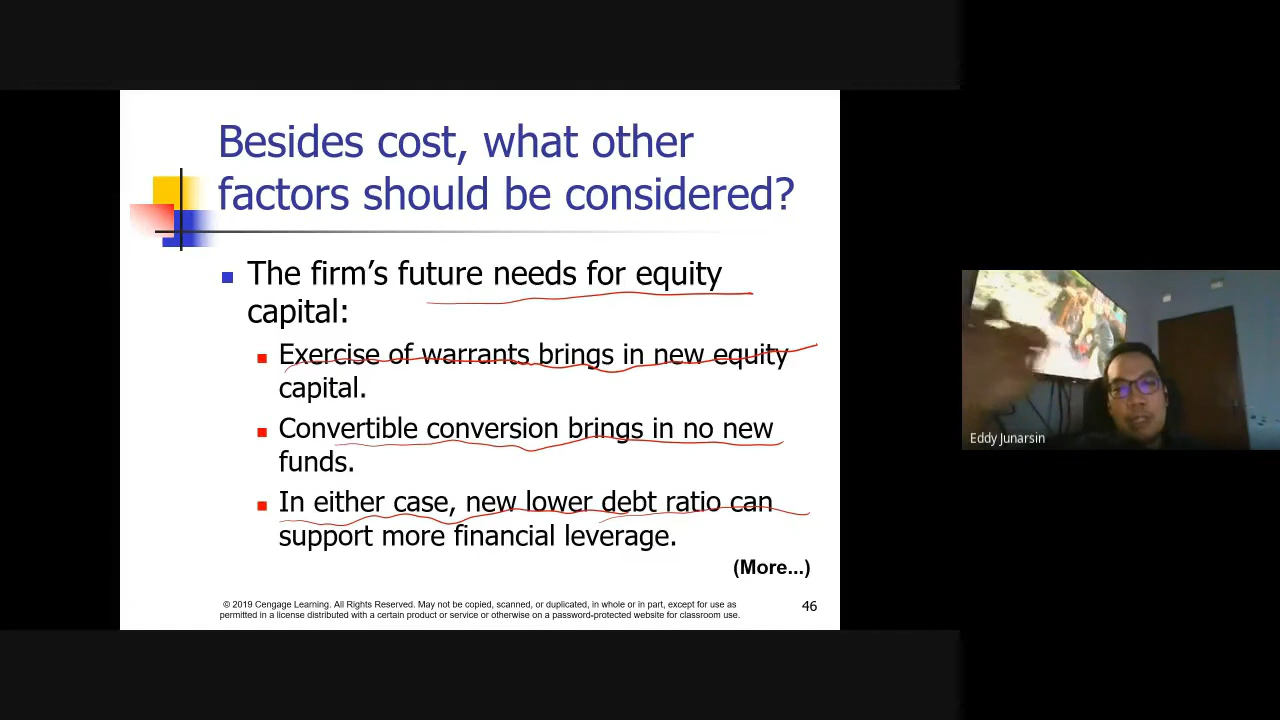 Besides cost, what other
factors should be considered?
The firm's future needs for equity
capital:
Exercise of warrants brings in new equity
capital.
Convertible conversion brings in no new
funds.
In either case, new lower debt ratio can
support more financial leverage.
(More...)
© 2019 Cengage Learning. All Rights Reserved. May not be copied, scanned, or duplicated, in whole or in part, except for use as
permitted in a license distributed with a certain product or service or otherwise on a password-protected website for classroom use.
46
Eddy Junarsin